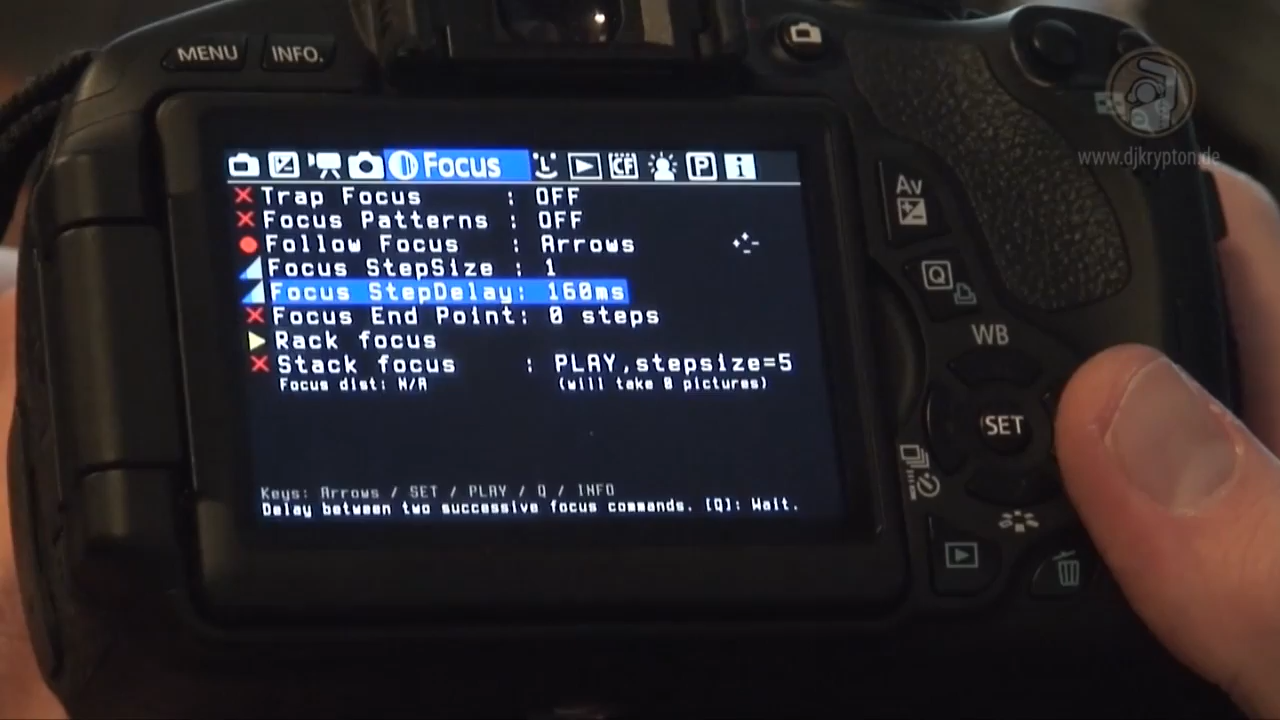 MENU INFO.
www.djkrypton.de
Focus
Trap Focus : OFF
Focus Patterns : OFF
Follow Focus : Arrows
Focus StepSize : 1
Focus StepDelay: 160ms
Focus End Point: 0 steps
Rack focus
Stack focus : PLAY,stepsize=5
Focus dist: N/A (will take 0 pictures)
Keys: Arrows / SET / PLAY / Q / INFO
Delay between two successive focus commands. [Q]: Wait.
Av
Q
WB
SET